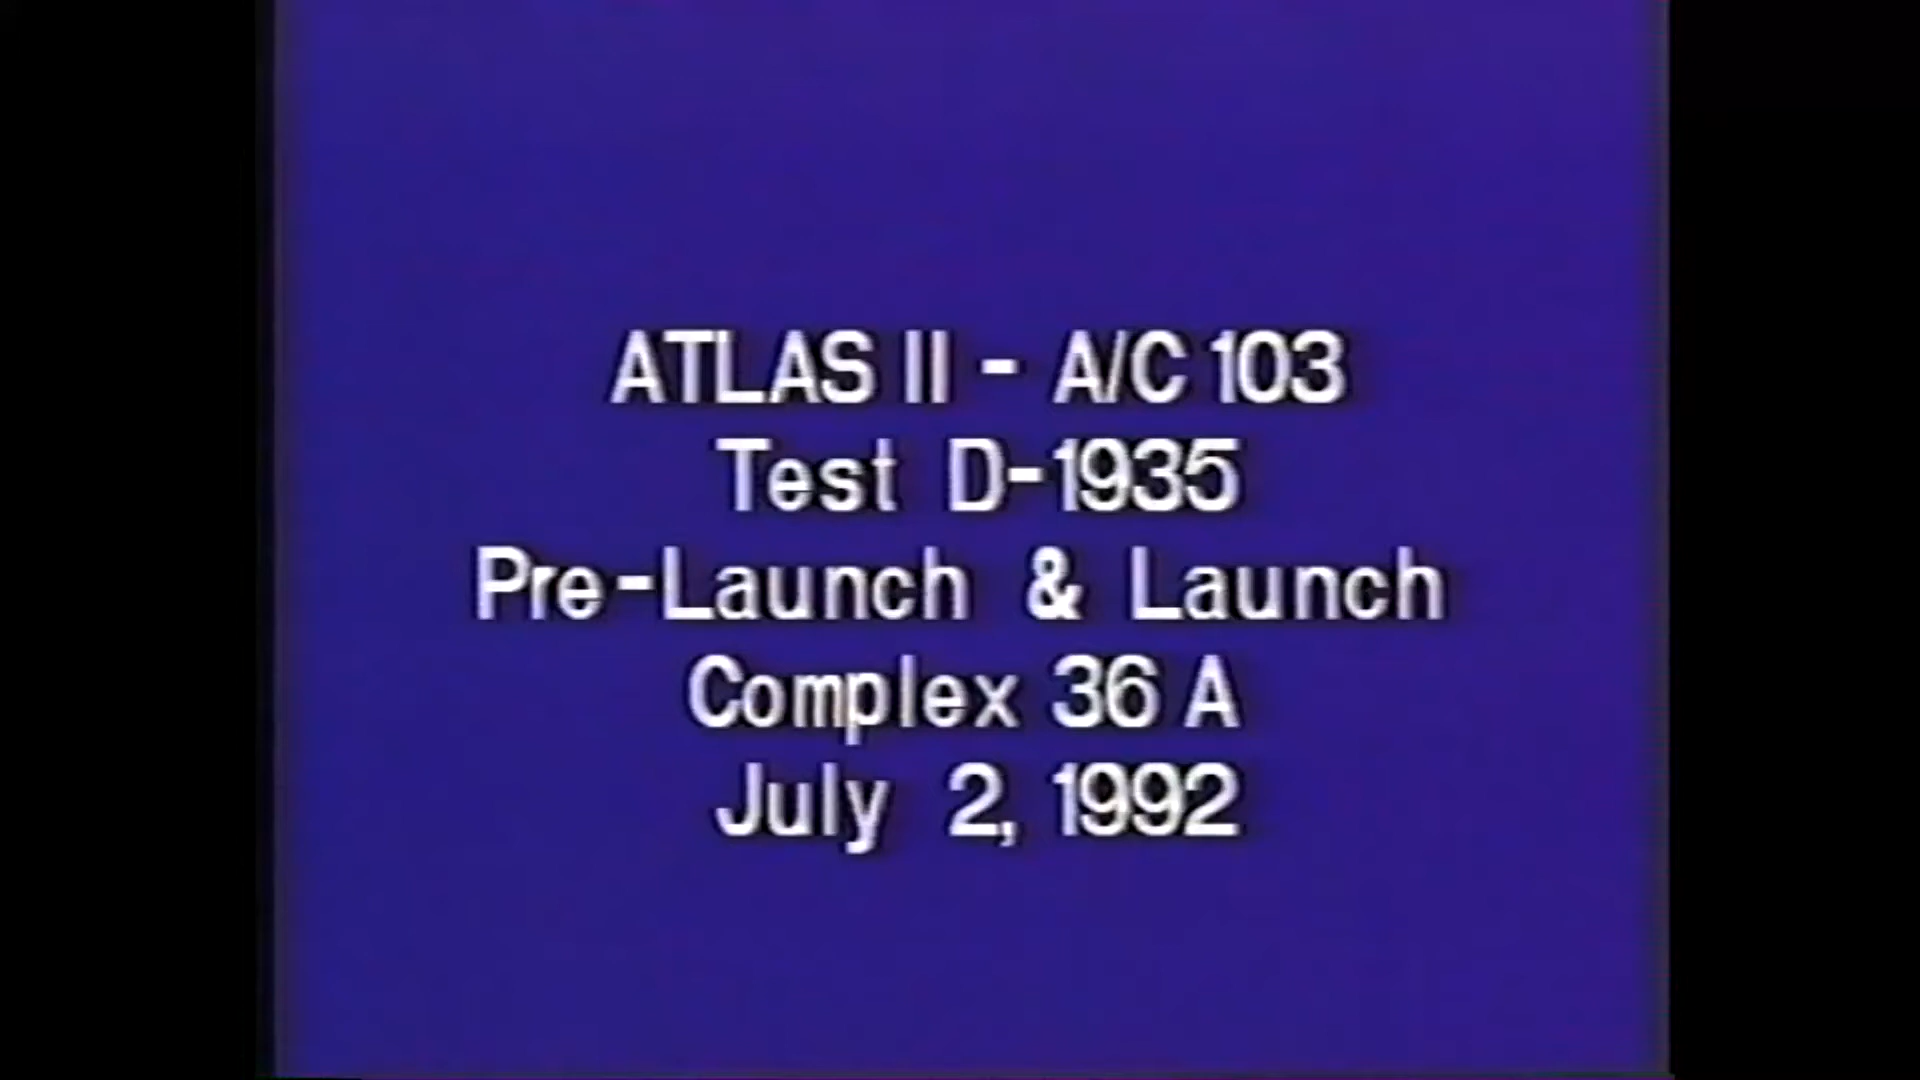 ATLAS II - A/C 103
Test D-1935
Pre-Launch & Launch
Complex 36 A
July 2, 1992